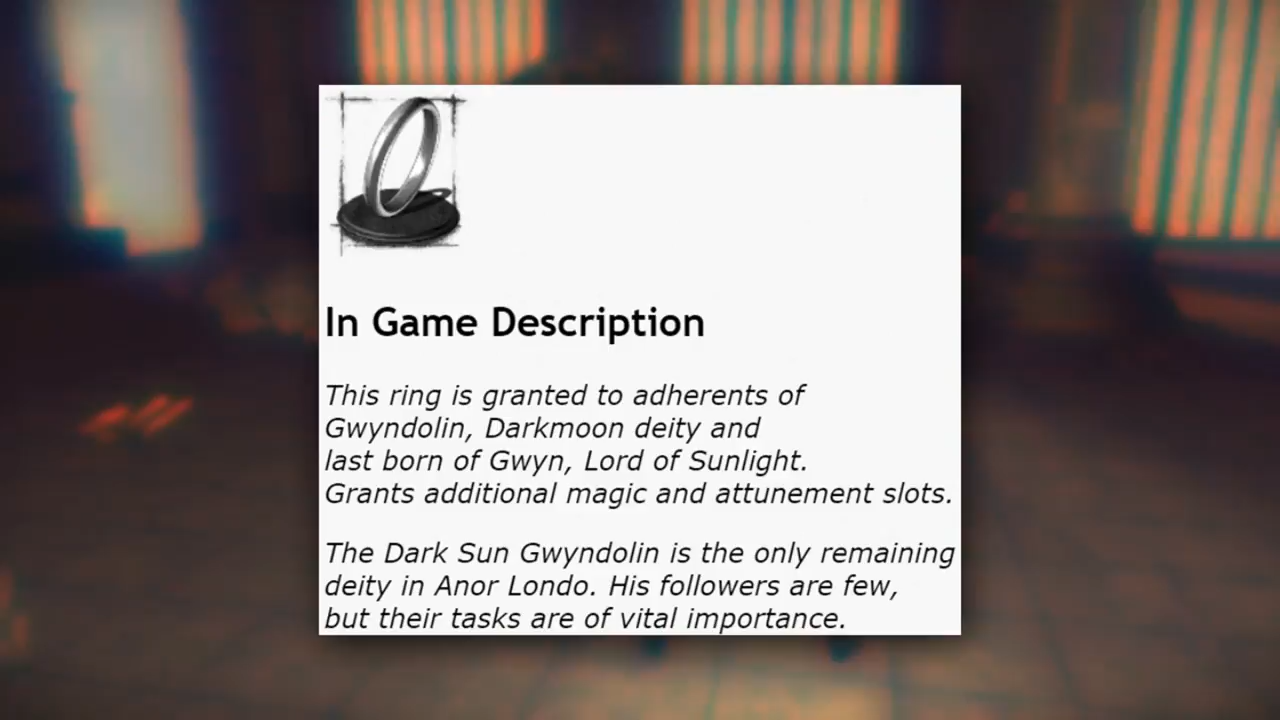 In Game Description
This ring is granted to adherents of
Gwyndolin, Darkmoon deity and
last born of Gwyn, Lord of Sunlight.
Grants additional magic and attunement slots.
The Dark Sun Gwyndolin is the only remaining
deity in Anor Londo. His followers are few,
but their tasks are of vital importance.